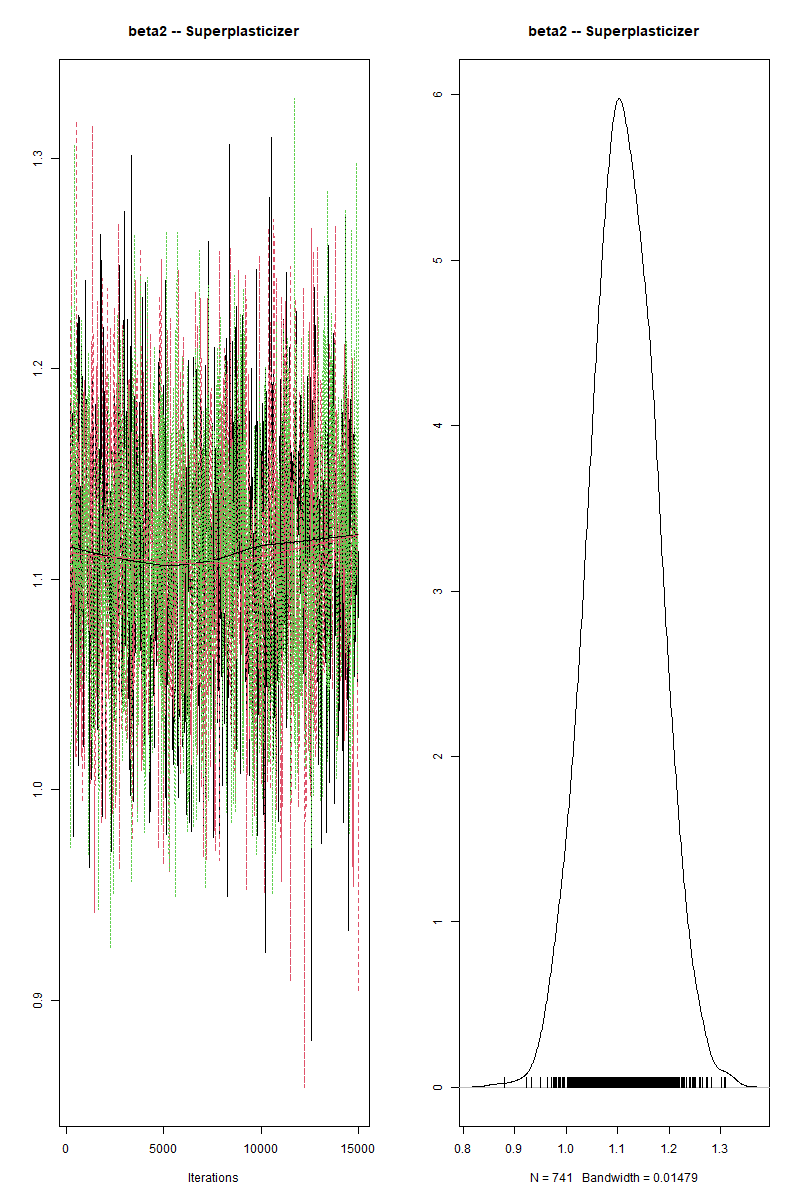 beta2 -- Superplasticizer
1.3
1.2
1.1
1.0
0.9
0 5000 10000 15000
Iterations
beta2 -- Superplasticizer
6
5
4
3
2
1
0
0.8 0.9 1.0 1.1 1.2 1.3
N = 741 Bandwidth = 0.01479